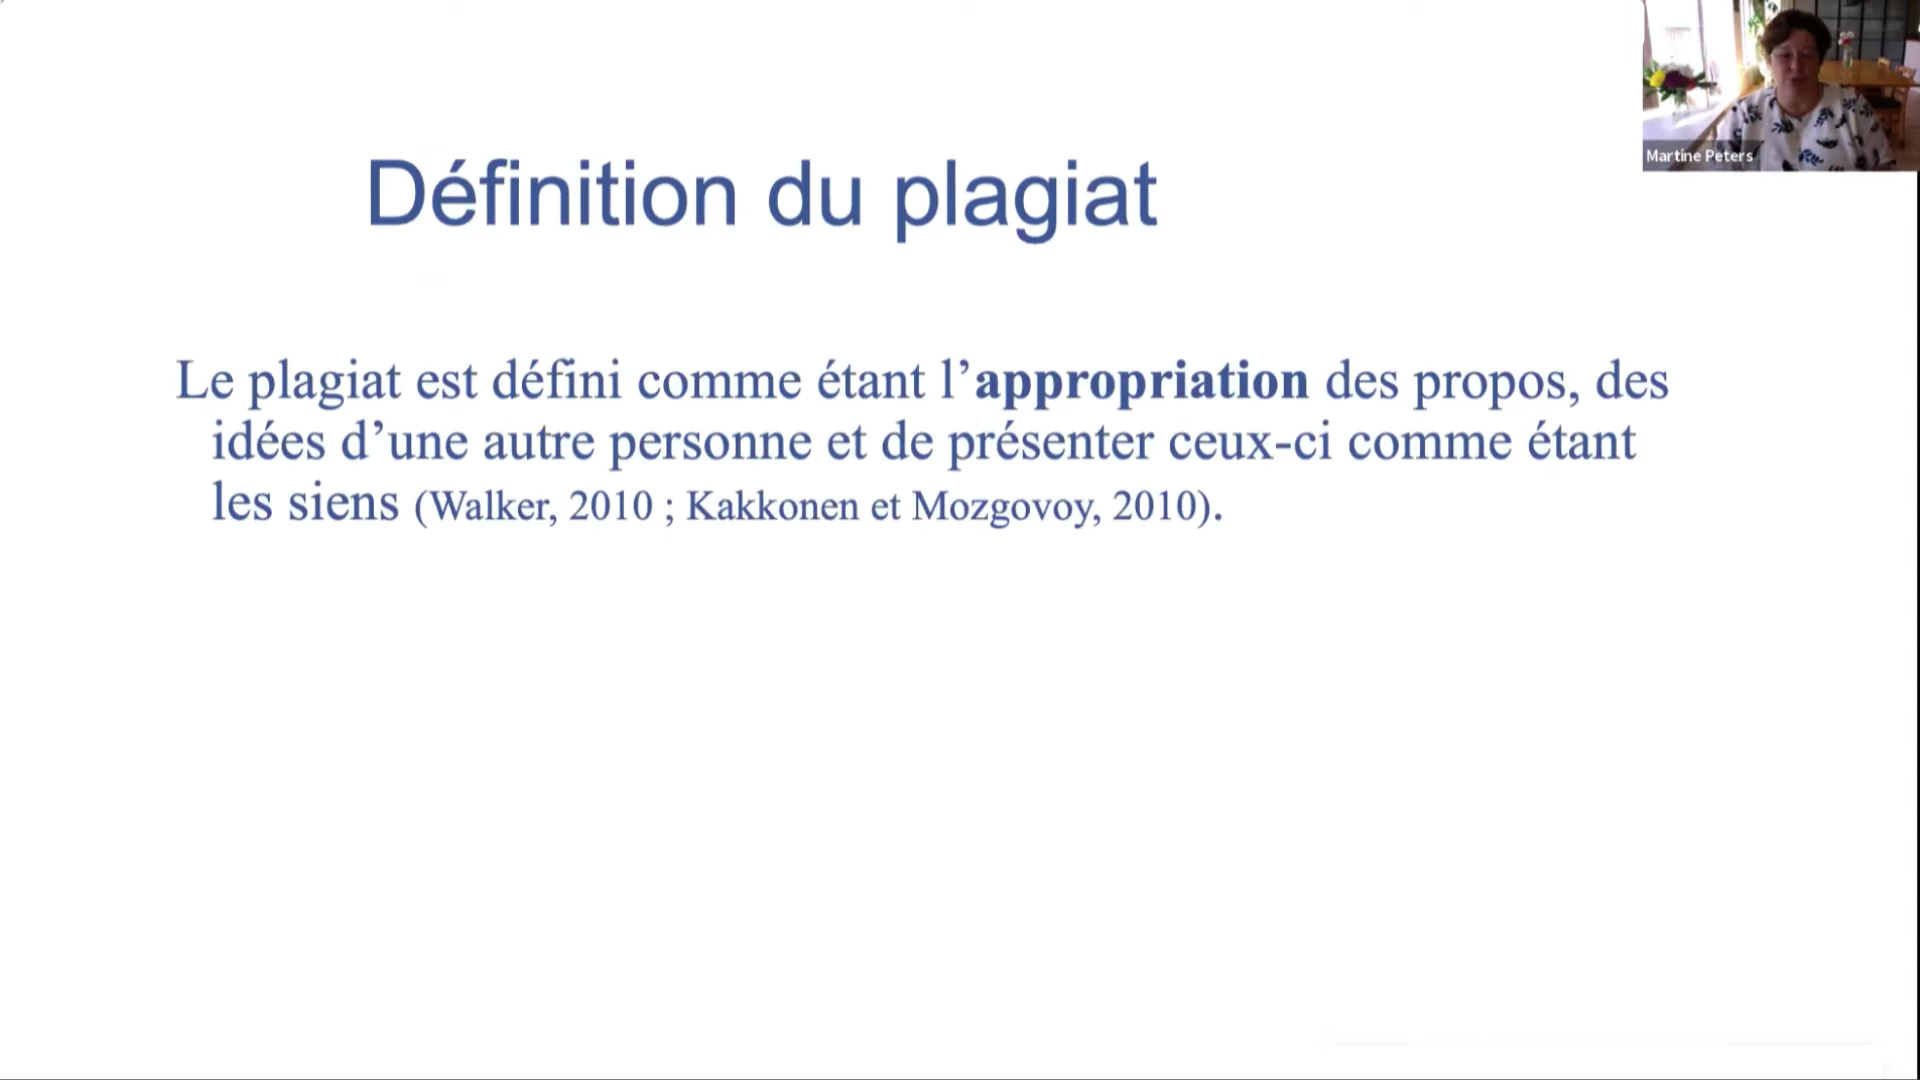 Définition du plagiat
Le plagiat est défini comme étant l’appropriation des propos, des
idées d’une autre personne et de présenter ceux-ci comme étant
les siens (Walker, 2010 ; Kakkonen et Mozgovoy, 2010).
Martine Peters